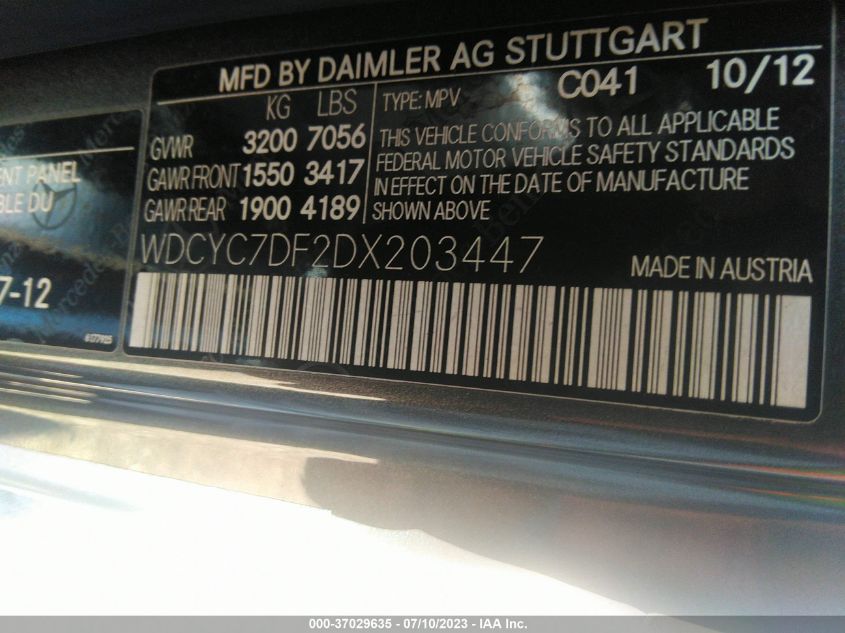 MFD BY DAIMLER AG STUTTGART
KG LBS
TYPE: MPV C041 10/12
GVWR 3200 7056
GAWR FRONT 1550 3417
GAWR REAR 1900 4189
THIS VEHICLE CONFORMS TO ALL APPLICABLE
FEDERAL MOTOR VEHICLE SAFETY STANDARDS
IN EFFECT ON THE DATE OF MANUFACTURE
SHOWN ABOVE
WDCYC7DF2DX203447
MADE IN AUSTRIA
PANEL
DU
7-12
000-37029635 - 07/10/2023 - IAA Inc.